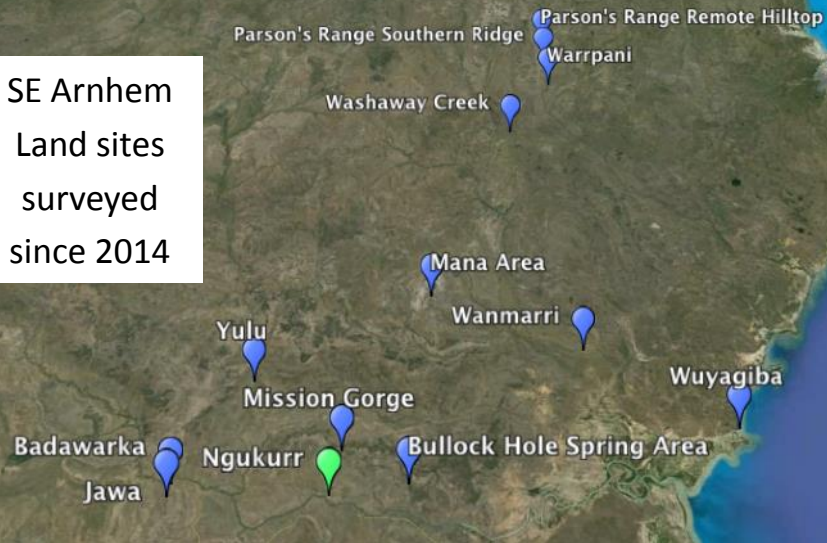 Parson's Range Remote Hilltop
Parson's Range Southern Ridge
Warrpani
SE Arnhem
Land sites
surveyed
since 2014
Washaway Creek
Mana Area
Wanmarri
Yulu
Wuyagiba
Mission Gorge
Badawarka
Ngukurr
Bullock Hole Spring Area
Jawa